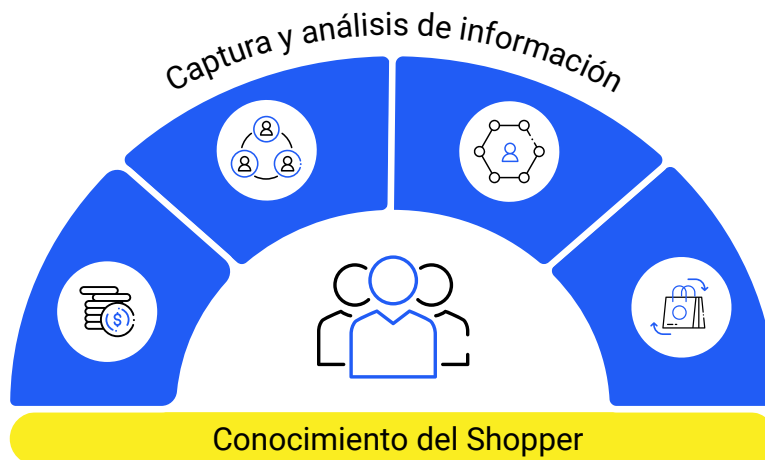 Captura y análisis de información
$
Conocimiento del Shopper